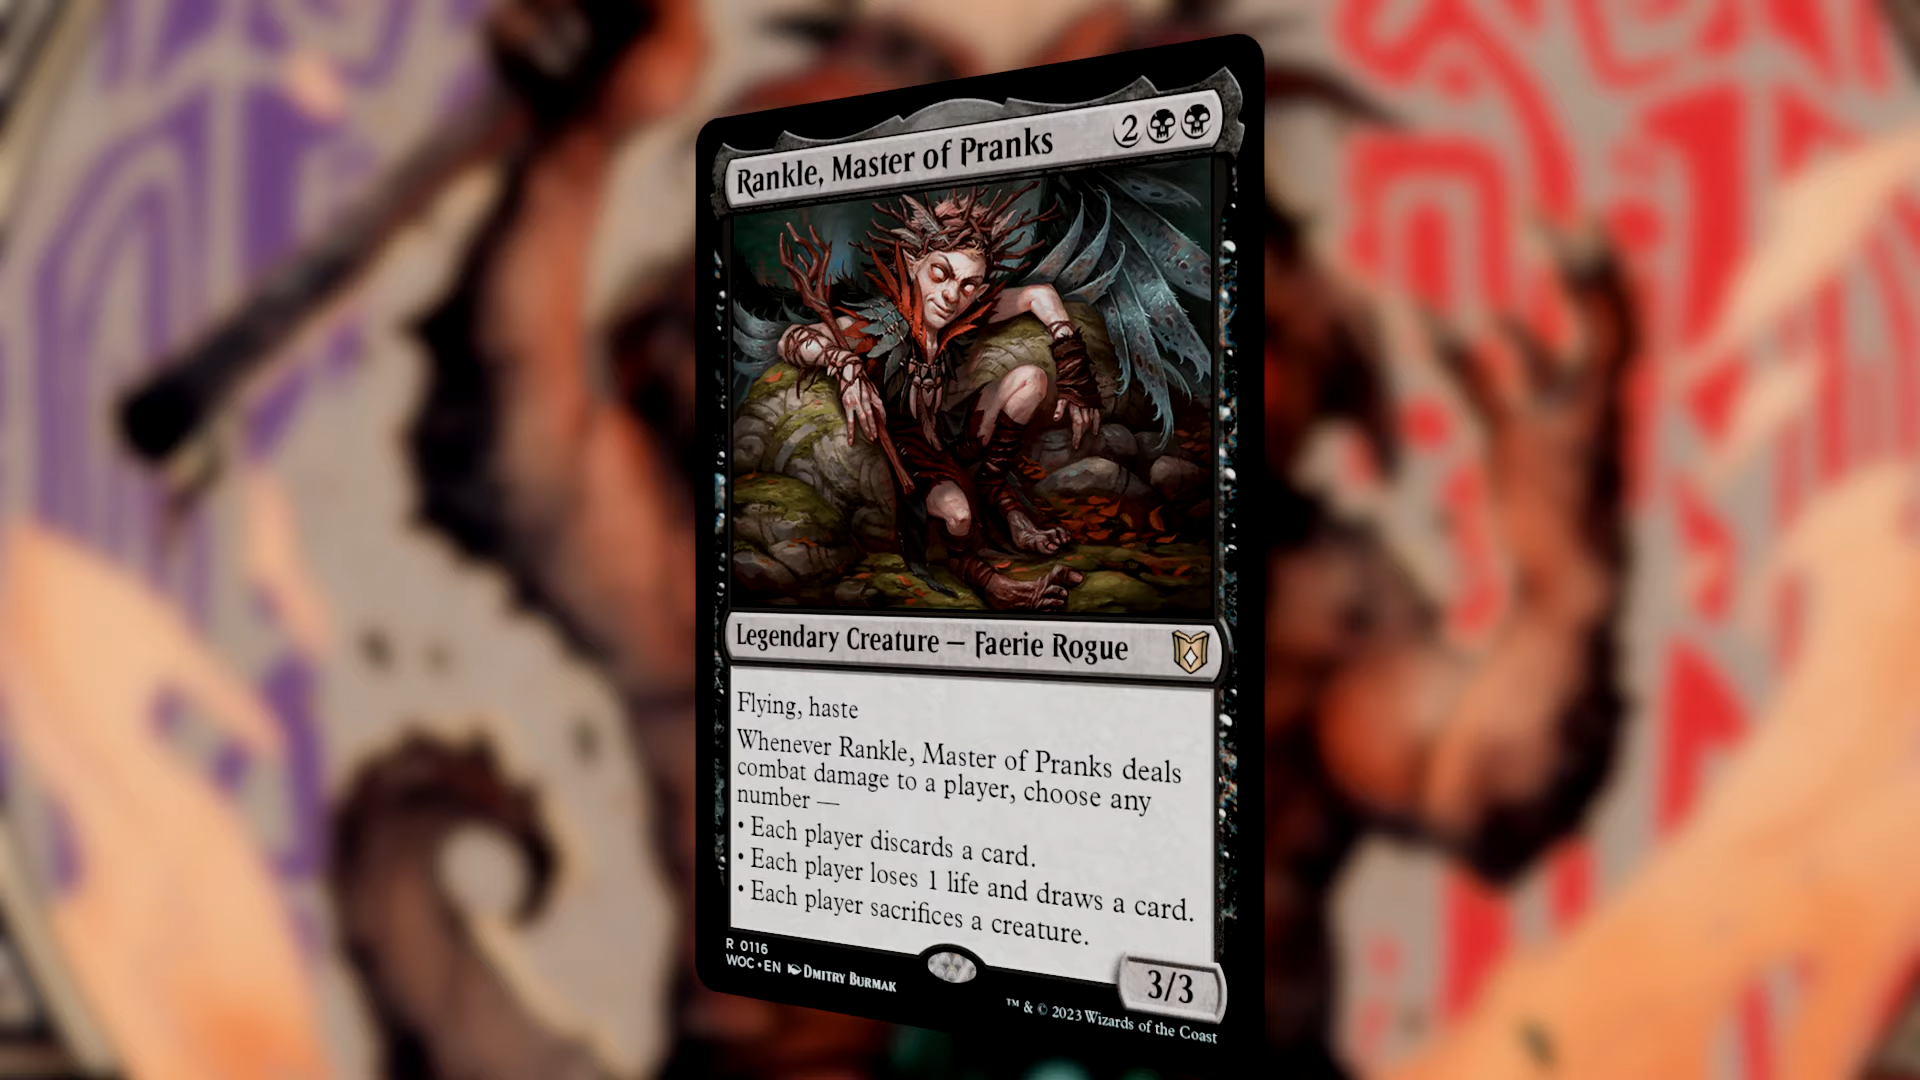 Rankle, Master of Pranks 2
Legendary Creature — Faerie Rogue
Flying, haste
Whenever Rankle, Master of Pranks deals
combat damage to a player, choose any
number —
• Each player discards a card.
• Each player loses 1 life and draws a card.
• Each player sacrifices a creature.
3/3
R 0116
WOC • EN Dmitry Burmak
™ & © 2023 Wizards of the Coast